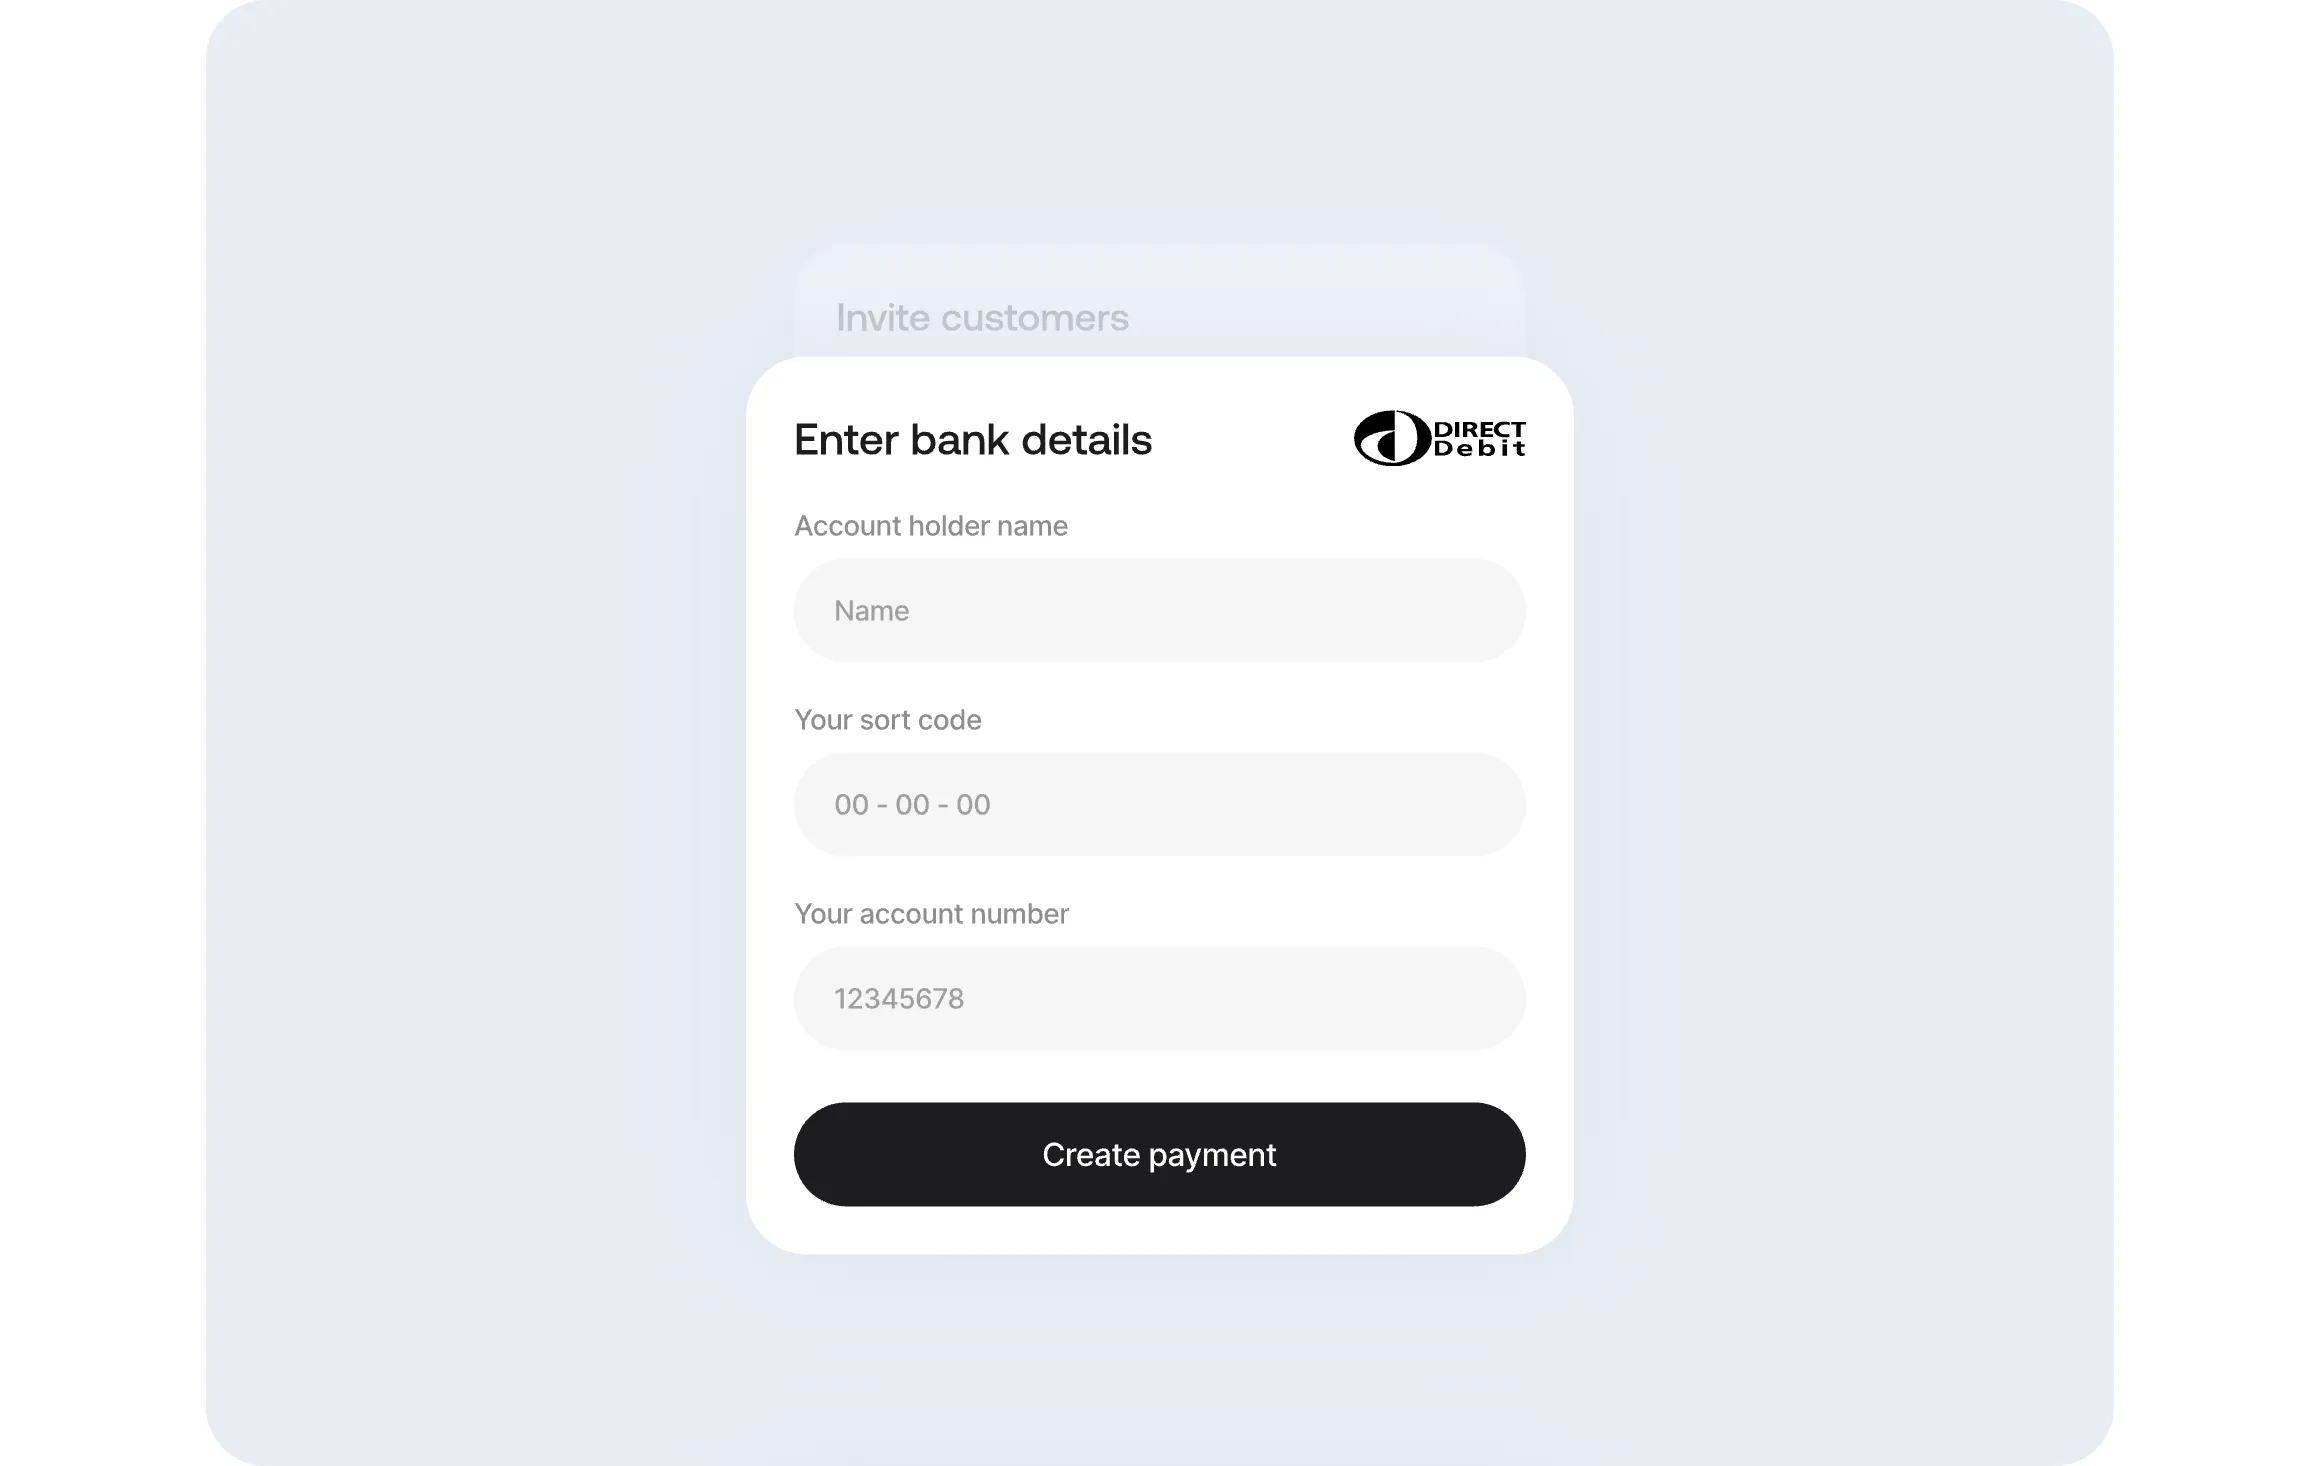 Invite customers
Enter bank details
DIRECT
Debit
Account holder name
Name
Your sort code
00 - 00 - 00
Your account number
12345678
Create payment